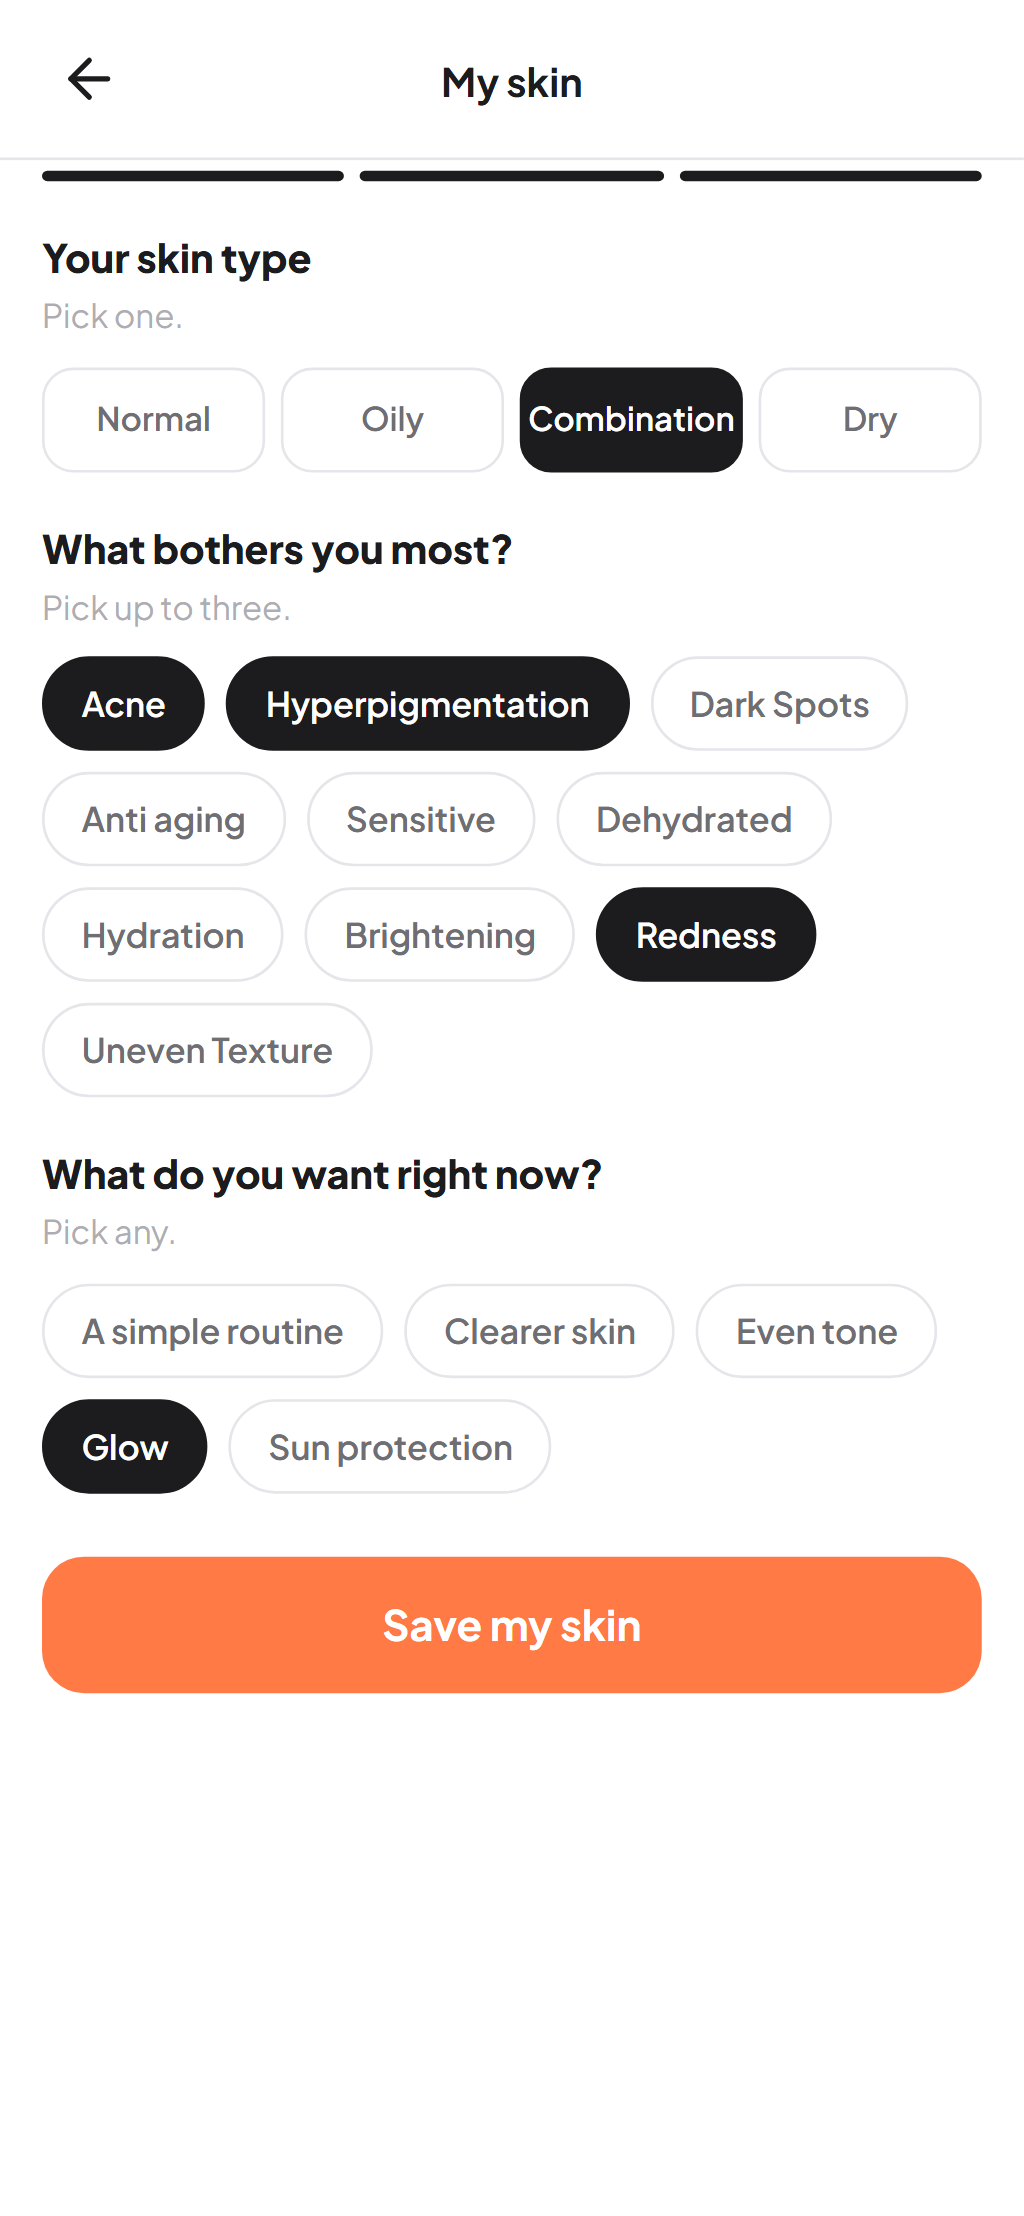 My skin
Your skin type
Pick one.
Normal Oily Combination Dry
What bothers you most?
Pick up to three.
Acne Hyperpigmentation Dark Spots
Anti aging Sensitive Dehydrated
Hydration Brightening Redness
Uneven Texture
What do you want right now?
Pick any.
A simple routine Clearer skin Even tone
Glow Sun protection
Save my skin